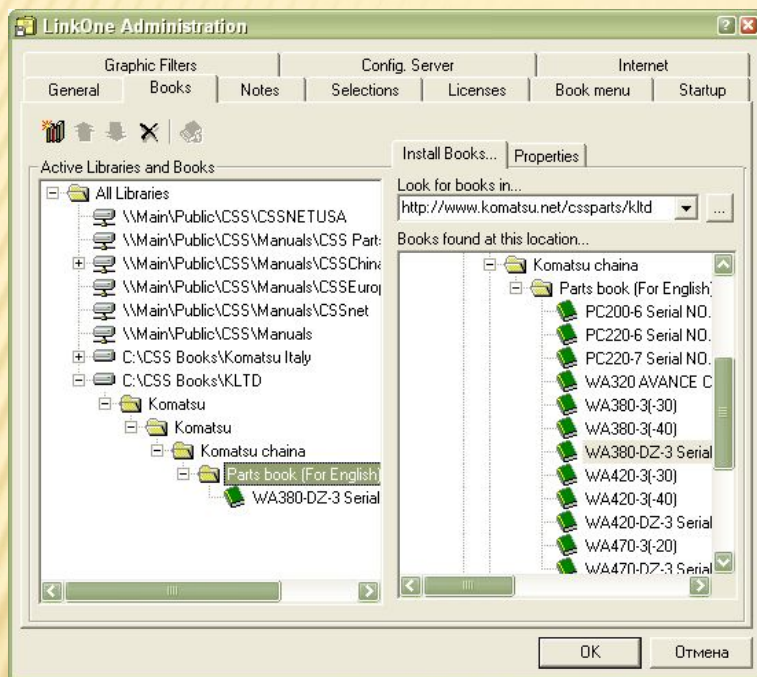 LinkOne Administration
Graphic Filters
Config. Server
Internet
General
Books
Notes
Selections
Licenses
Book menu
Startup
Active Libraries and Books
All Libraries
\\Main\Public\CSS\CSSNETUSA
\\Main\Public\CSS\Manuals\CSS Part
\\Main\Public\CSS\Manuals\CSSChina
\\Main\Public\CSS\Manuals\CSSEuro
\\Main\Public\CSS\Manuals\CSSnet
\\Main\Public\CSS\Manuals
C:\CSS Books\Komatsu Italy
C:\CSS Books\KLTD
Komatsu
Komatsu
Komatsu chaina
Parts book (For English)
WA380-DZ-3 Serial
Install Books...
Properties
Look for books in...
http://www.komatsu.net/cssparts/kltd
...
Books found at this location...
Komatsu chaina
Parts book (For English)
PC200-6 Serial NO.
PC220-6 Serial NO.
PC220-7 Serial NO.
WA320 AVANCE C
WA380-3(-30)
WA380-3(-40)
WA380-DZ-3 Serial
WA420-3(-30)
WA420-3(-40)
WA420-DZ-3 Serial
WA470-3(-20)
WA470-DZ-3 Serial
OK
Отмена